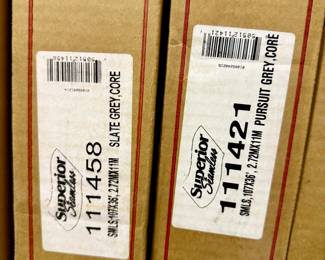 SLATE GREY,CORE
Superior
Seamless
111458
SMLS,107X36',2.72MX11M
PURSUIT GREY,CORE
Superior
Seamless
111421
SMLS,107X36',2.72MX11M